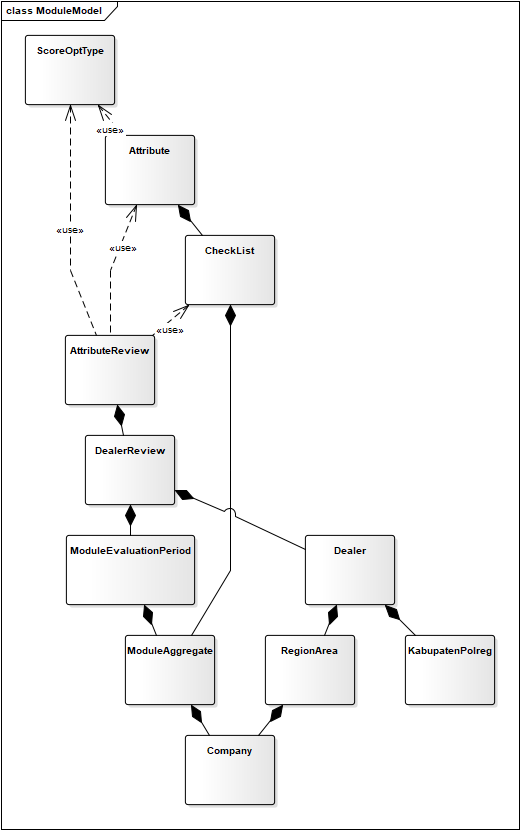 class ModuleModel
ScoreOptType
«use»
Attribute
«use»
«use»
CheckList
«use»
AttributeReview
DealerReview
ModuleEvaluationPeriod
Dealer
ModuleAggregate
RegionArea
KabupatenPolreg
Company